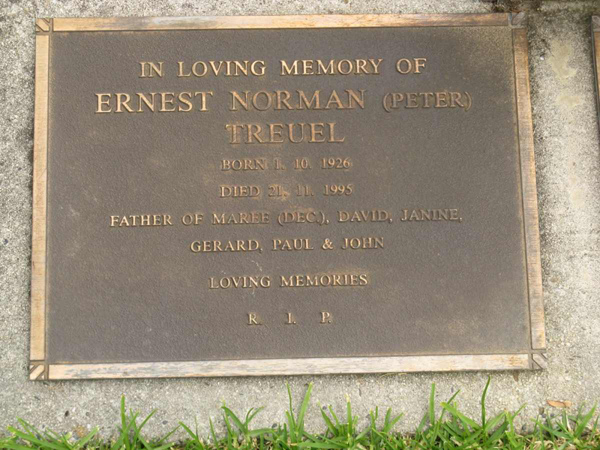 IN LOVING MEMORY OF
ERNEST NORMAN (PETER)
TREUEL
BORN 1. 10. 1926
DIED 21. 11. 1995
FATHER OF MAREE (DEC.), DAVID, JANINE,
GERARD, PAUL & JOHN
LOVING MEMORIES
R. I. P.